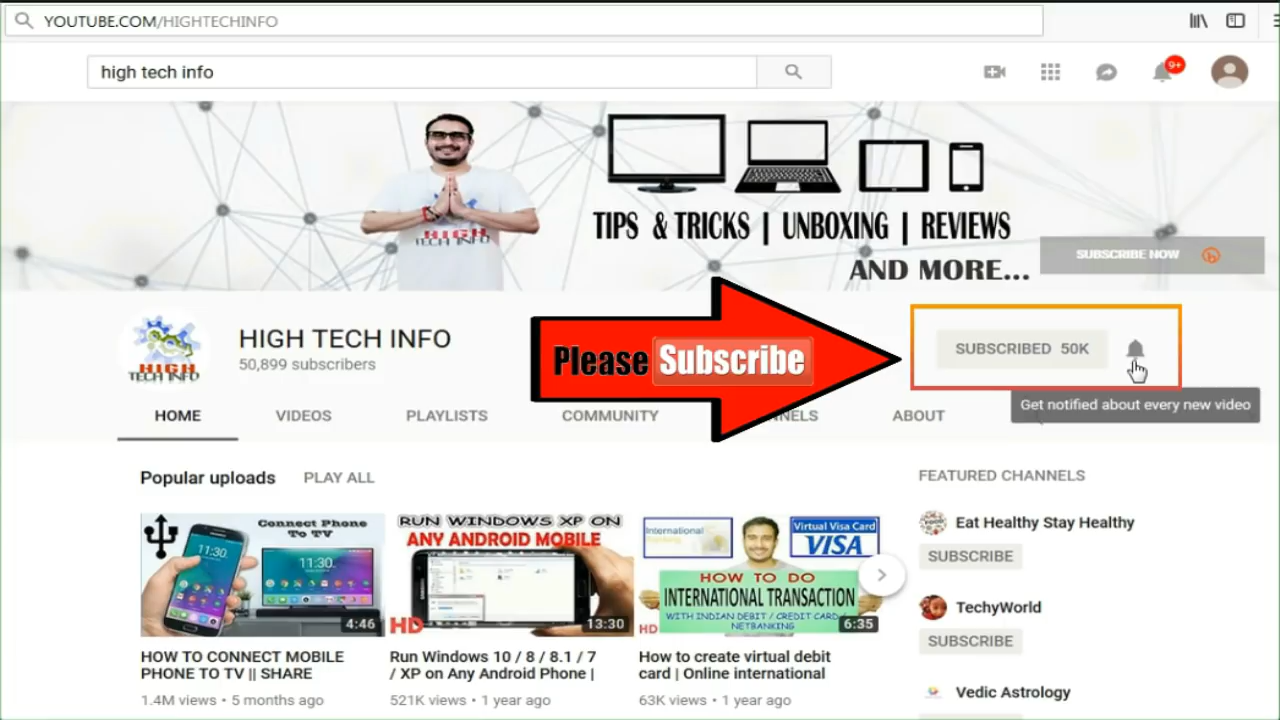 YOUTUBE.COM/HIGHTECHINFO
high tech info
9+
HIGH
TECH INFO
TIPS & TRICKS | UNBOXING | REVIEWS
AND MORE...
SUBSCRIBE NOW
HIGH
TECH INFO
HIGH TECH INFO
50,899 subscribers
Please Subscribe
SUBSCRIBED 50K
Get notified about every new video
HOME VIDEOS PLAYLISTS COMMUNITY NELS ABOUT
Popular uploads PLAY ALL
Connect Phone
To TV
11:30
11:30
4:46
HOW TO CONNECT MOBILE
PHONE TO TV || SHARE
1.4M views • 5 months ago
RUN WINDOWS XP ON
ANY ANDROID MOBILE
HD
13:30
Run Windows 10 / 8 / 8.1 / 7
/ XP on Any Android Phone |
521K views • 1 year ago
International
Virtual Visa Card
VISA
HOW TO DO
INTERNATIONAL TRANSACTION
WITH INDIAN DEBIT / CREDIT CARD
NETBANKING
HD
6:35
How to create virtual debit
card | Online international
63K views • 1 year ago
FEATURED CHANNELS
Eat Healthy Stay Healthy
SUBSCRIBE
TechyWorld
SUBSCRIBE
Vedic Astrology